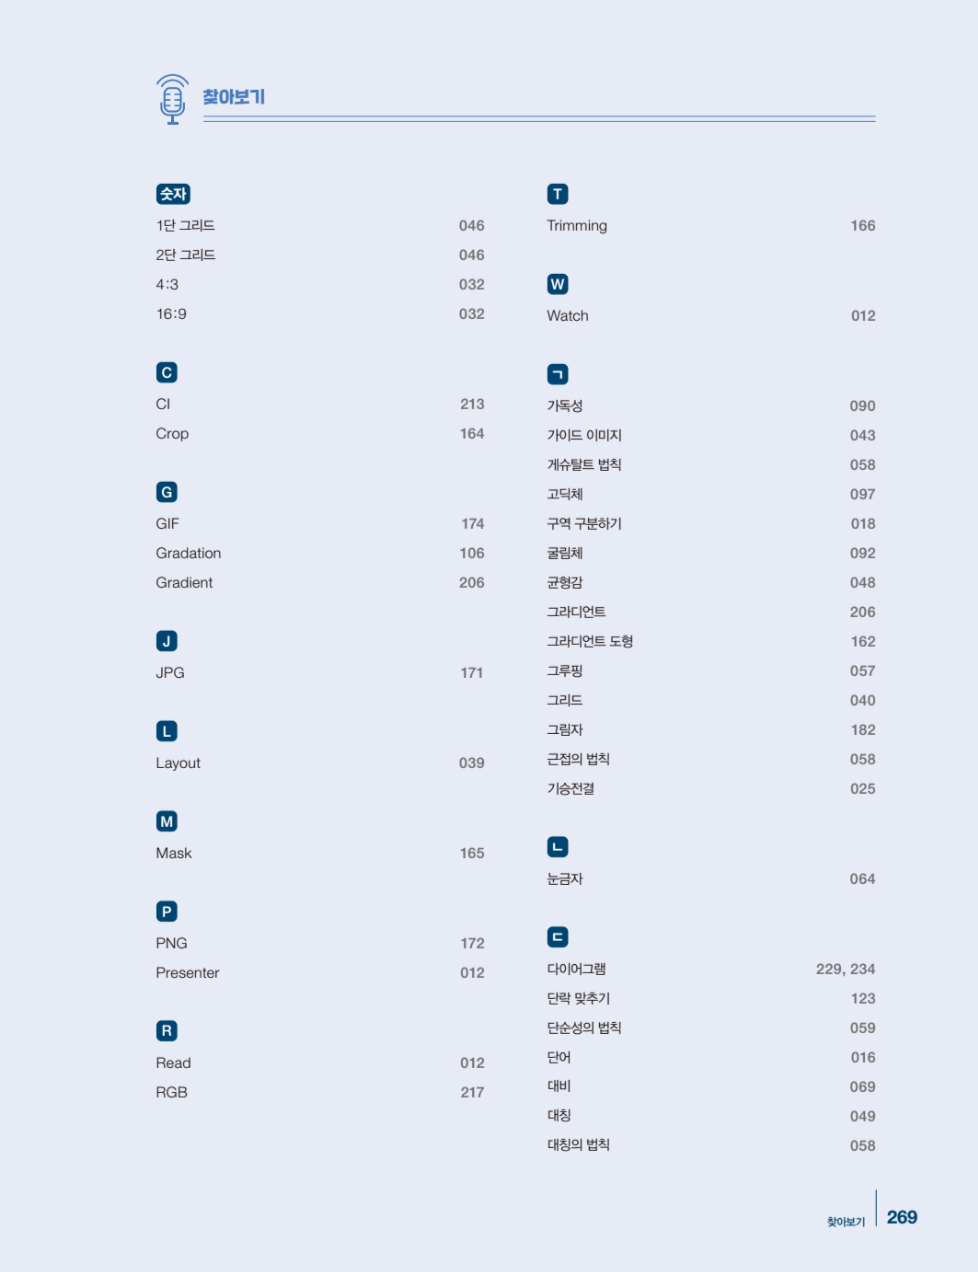 찾아보기
숫자
1단 그리드 046
2단 그리드 046
4:3 032
16:9 032
C
CI 213
Crop 164
G
GIF 174
Gradation 106
Gradient 206
J
JPG 171
L
Layout 039
M
Mask 165
P
PNG 172
Presenter 012
R
Read 012
RGB 217
T
Trimming 166
W
Watch 012
ㄱ
가독성 090
가이드 이미지 043
게슈탈트 법칙 058
고딕체 097
구역 구분하기 018
굴림체 092
균형감 048
그라디언트 206
그라디언트 도형 162
그루핑 057
그리드 040
그림자 182
근접의 법칙 058
기승전결 025
ㄴ
눈금자 064
ㄷ
다이어그램 229, 234
단락 맞추기 123
단순성의 법칙 059
단어 016
대비 069
대칭 049
대칭의 법칙 058
찾아보기 269